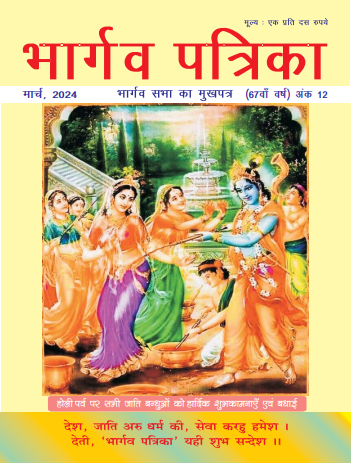 मूल्य : एक प्रति दस रुपये
भार्गव पत्रिका
मार्च, 2024 भार्गव सभा का मुखपत्र (67वाँ वर्ष) अंक 12
होली पर्व पर सभी जाति बन्धुओं को हार्दिक शुभकामनाएँ एवं बधाई
देश, जाति अरु धर्म की, सेवा करहु हमेश ।
देती, ‘भार्गव पत्रिका’ यही शुभ सन्देश ।।